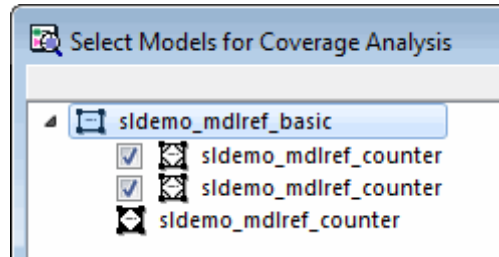 Select Models for Coverage Analysis
sldemo_mdlref_basic
sldemo_mdlref_counter
sldemo_mdlref_counter
sldemo_mdlref_counter